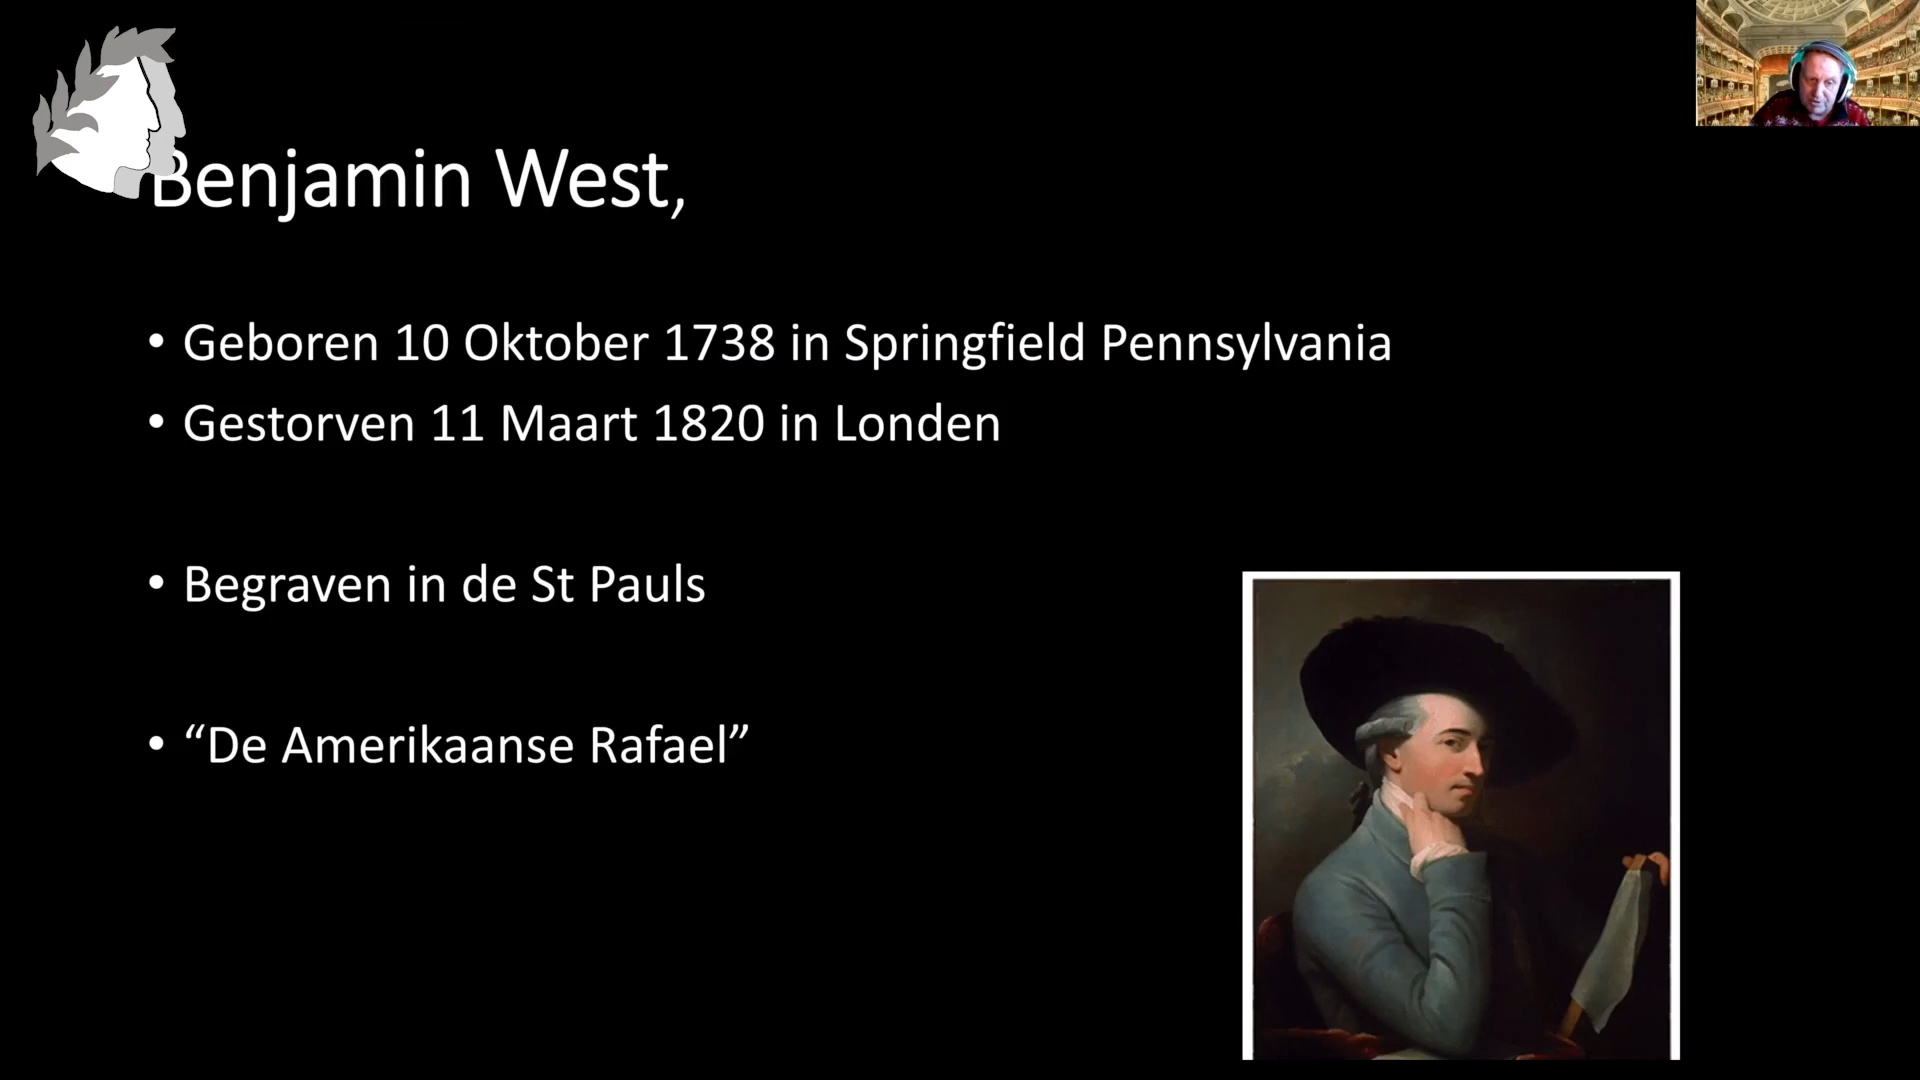 Benjamin West,
• Geboren 10 Oktober 1738 in Springfield Pennsylvania
• Gestorven 11 Maart 1820 in Londen
• Begraven in de St Pauls
• “De Amerikaanse Rafael”